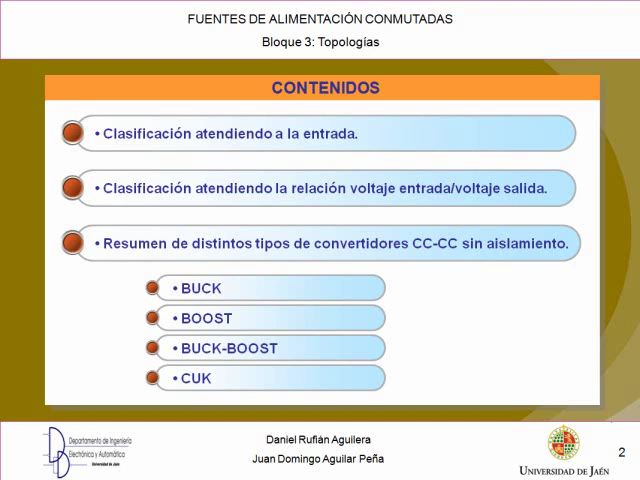 FUENTES DE ALIMENTACIÓN CONMUTADAS
Bloque 3: Topologías
CONTENIDOS
• Clasificación atendiendo a la entrada.
• Clasificación atendiendo la relación voltaje entrada/voltaje salida.
• Resumen de distintos tipos de convertidores CC-CC sin aislamiento.
• BUCK
• BOOST
• BUCK-BOOST
• CUK
Departamento de Ingeniería
Electrónica y Automática
Universidad de Jaén
Daniel Rufián Aguilera
Juan Domingo Aguilar Peña
UNIVERSIDAD DE JAÉN
2